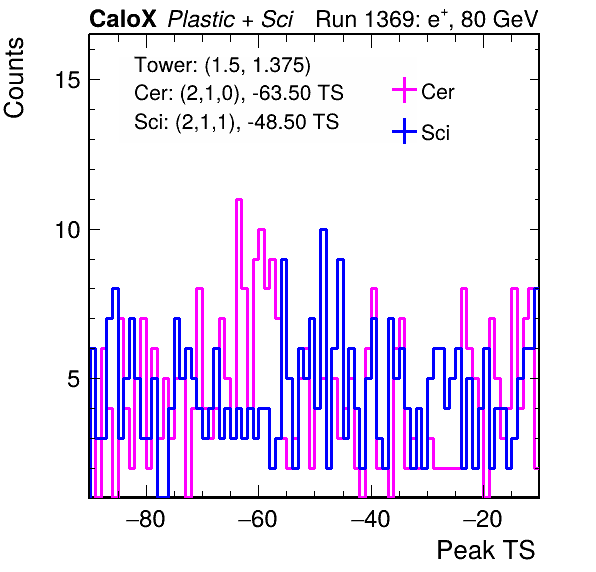 CaloX Plastic + Sci Run 1369: e+, 80 GeV
Counts
Tower: (1.5, 1.375)
Cer: (2,1,0), -63.50 TS
Sci: (2,1,1), -48.50 TS
Cer
Sci
15
10
5
−80 −60 −40 −20
Peak TS